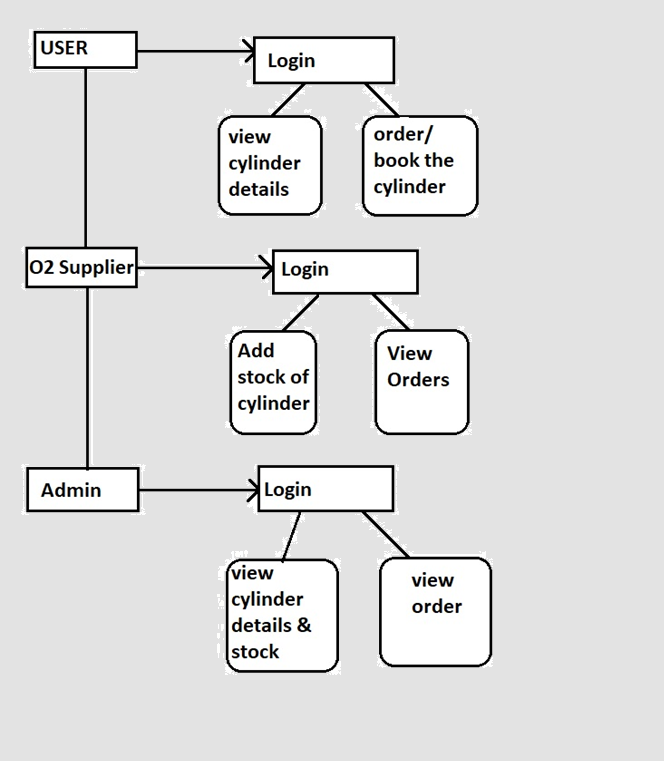 USER
Login
view
cylinder
details
order/
book the
cylinder
O2 Supplier
Login
Add
stock of
cylinder
View
Orders
Admin
Login
view
cylinder
details &
stock
view
order